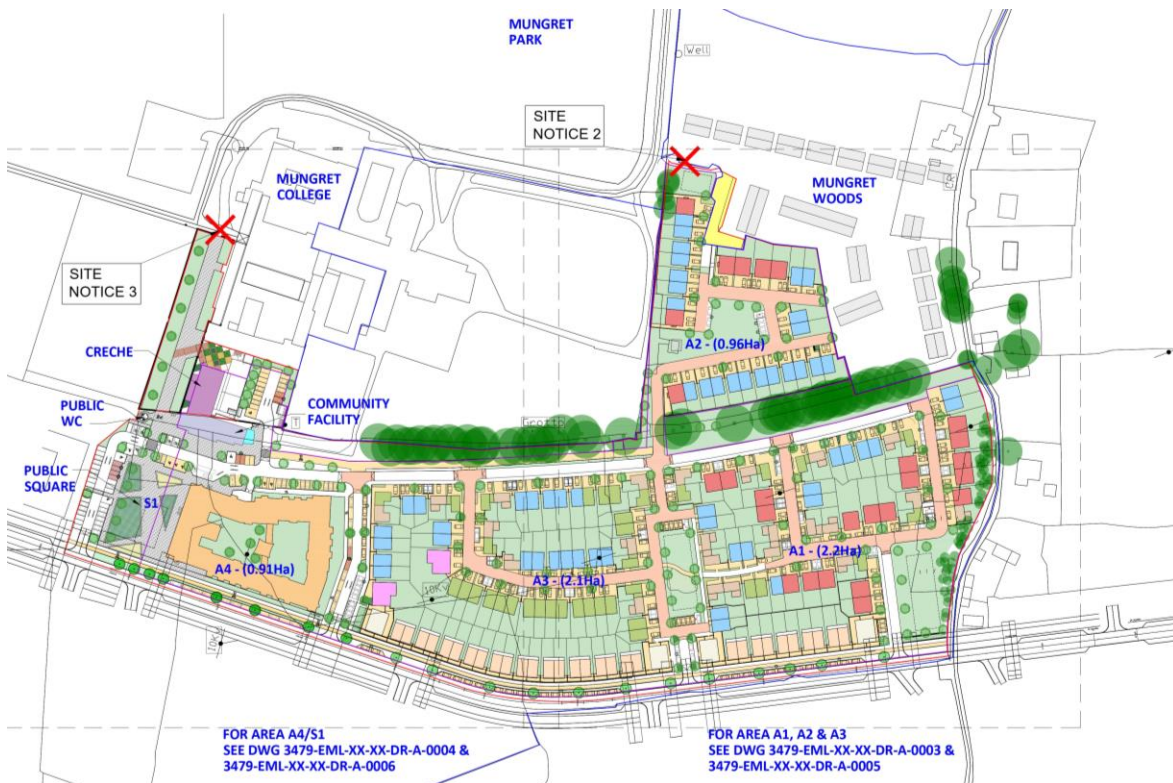 MUNGRET
PARK
Well
SITE
NOTICE 2
MUNGRET
COLLEGE
MUNGRET
WOODS
SITE
NOTICE 3
CRECHE
A2 - (0.96Ha)
PUBLIC
WC
COMMUNITY
FACILITY
T
Grotto
PUBLIC
SQUARE
S1
A4 - (0.91Ha)
A3 - (2.1Ha)
A1 - (2.2Ha)
10KV
FOR AREA A4/S1
SEE DWG 3479-EML-XX-XX-DR-A-0004 &
3479-EML-XX-XX-DR-A-0006
FOR AREA A1, A2 & A3
SEE DWG 3479-EML-XX-XX-DR-A-0003 &
3479-EML-XX-XX-DR-A-0005